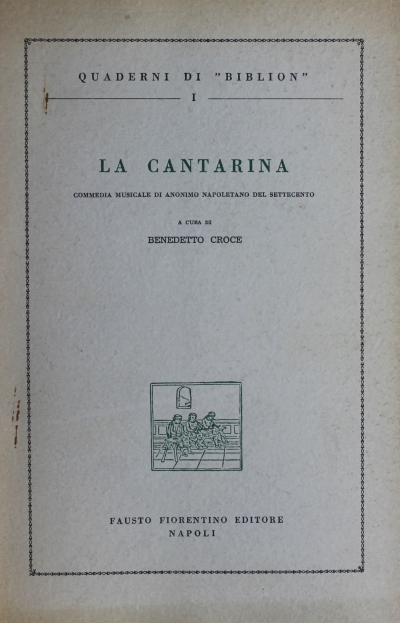 QUADERNI DI "BIBLION"
I
LA CANTARINA
COMMEDIA MUSICALE DI ANONIMO NAPOLETANO DEL SETTECENTO
A CURA DI
BENEDETTO CROCE
FAUSTO FIORENTINO EDITORE
NAPOLI